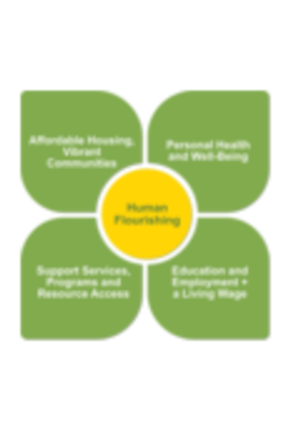 Affordable Housing,
Vibrant
Communities
Personal Health
and Well-Being
Human
Flourishing
Support Services,
Programs and
Resource Access
Education and
Employment +
a Living Wage